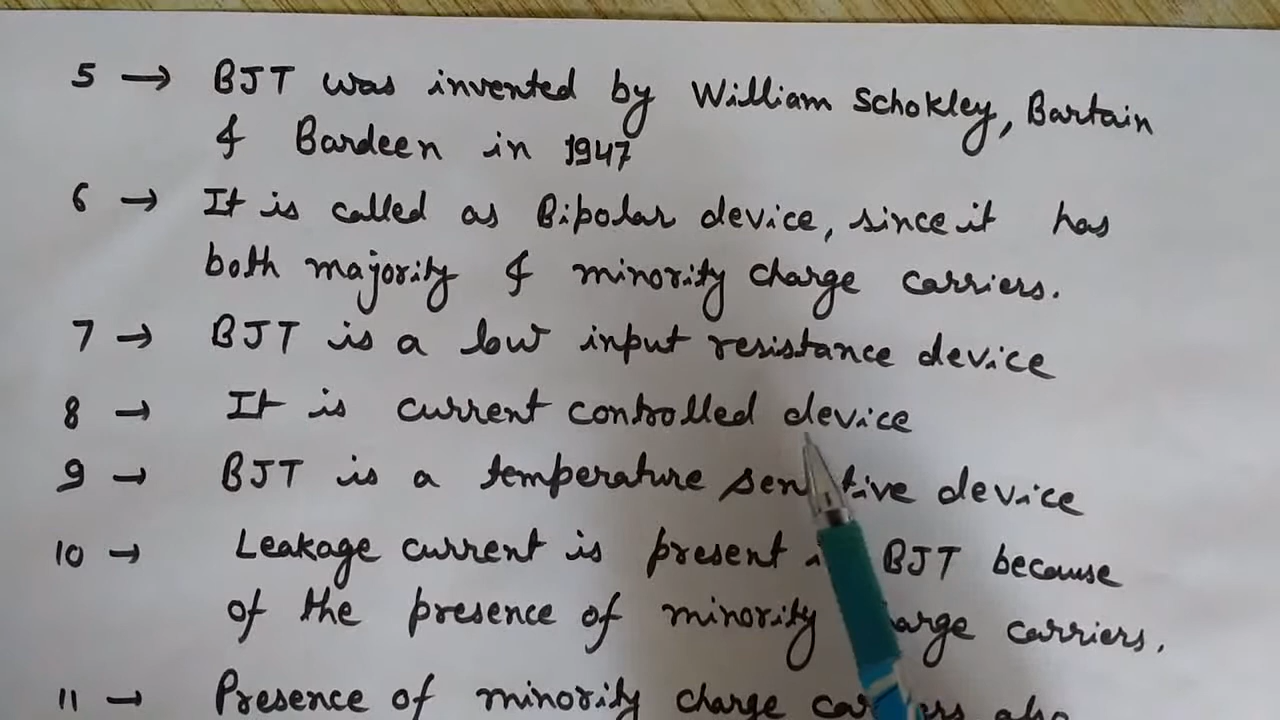 5 → BJT was invented by William Schokley, Bartain
& Bardeen in 1947
6 → It is called as Bipolar device, since it has
both majority & minority charge carriers.
7 → BJT is a low input resistance device
8 → It is current controlled device
9 → BJT is a temperature device
10 → Leakage current is present BJT because
of the presence of minority carriers.
11 → Presence of minority charge also